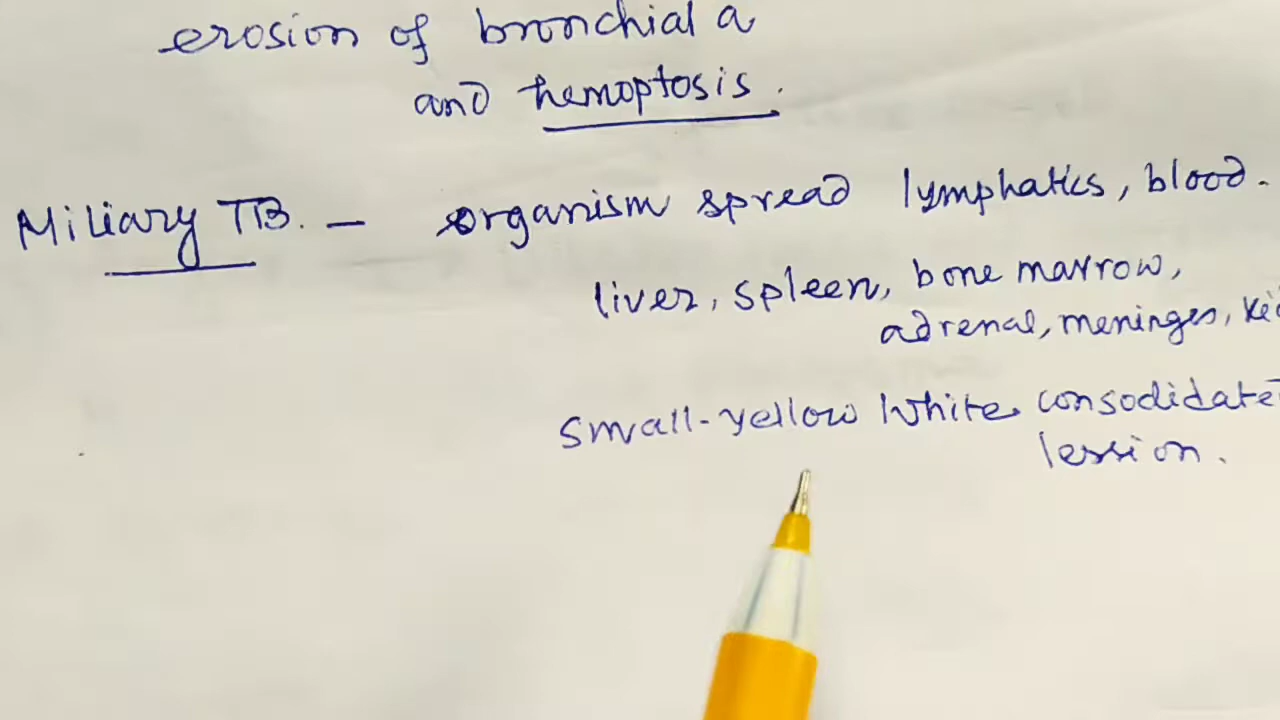 erosion of bronchial a
and hemoptosis.
Miliary TB. - organism spread lymphatics, blood.
liver, spleen, bone marrow,
adrenal, meninges,
small-yellow white consodidate
lession.